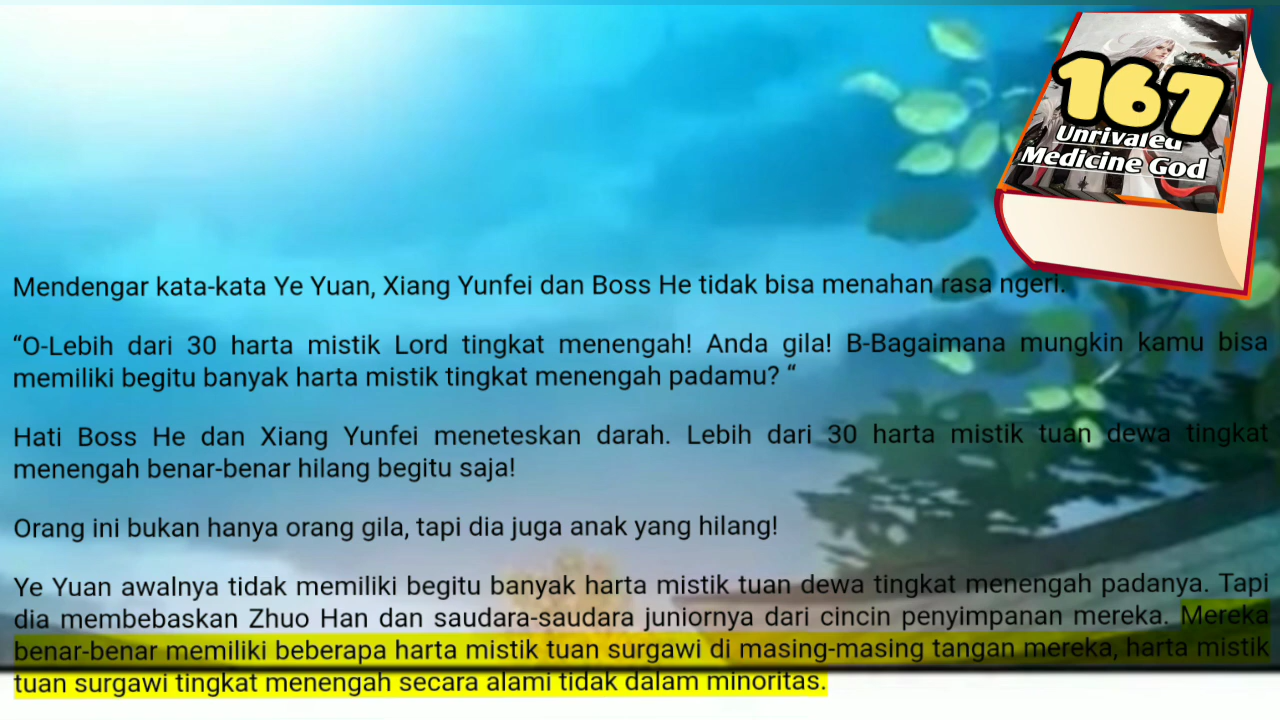 167
Unrivaled
Medicine God
Mendengar kata-kata Ye Yuan, Xiang Yunfei dan Boss He tidak bisa menahan rasa ngeri.
“O-Lebih dari 30 harta mistik Lord tingkat menengah! Anda gila! B-Bagaimana mungkin kamu bisa
memiliki begitu banyak harta mistik tingkat menengah padamu? “
Hati Boss He dan Xiang Yunfei meneteskan darah. Lebih dari 30 harta mistik tuan dewa tingkat
menengah benar-benar hilang begitu saja!
Orang ini bukan hanya orang gila, tapi dia juga anak yang hilang!
Ye Yuan awalnya tidak memiliki begitu banyak harta mistik tuan dewa tingkat menengah padanya. Tapi
dia membebaskan Zhuo Han dan saudara-saudara juniornya dari cincin penyimpanan mereka. Mereka
benar-benar memiliki beberapa harta mistik tuan surgawi di masing-masing tangan mereka, harta mistik
tuan surgawi tingkat menengah secara alami tidak dalam minoritas.